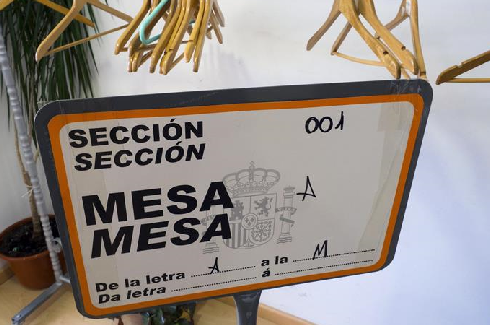 SECCIÓN 001
SECCIÓN
MESA A
MESA
De la letra A a la M
Da letra á